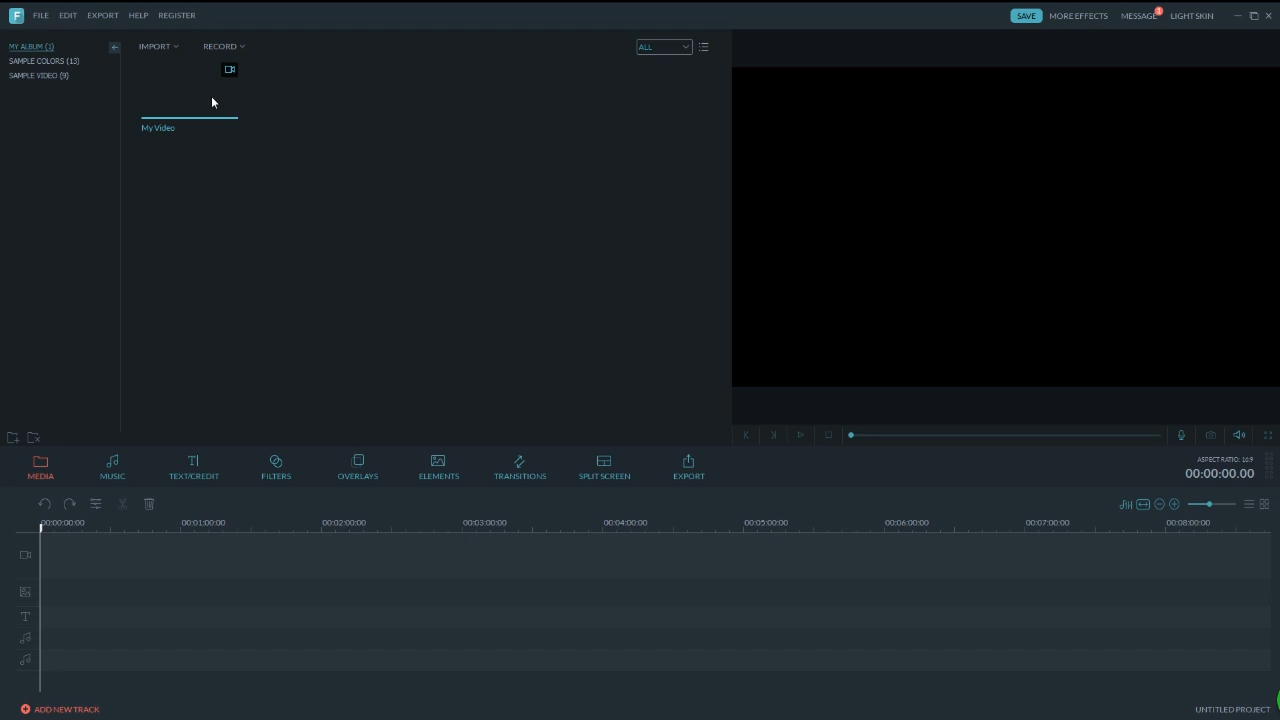 F FILE EDIT EXPORT HELP REGISTER SAVE MORE EFFECTS MESSAGE 1 LIGHT SKIN
MY ALBUM (1) IMPORT RECORD ALL
SAMPLE COLORS (13)
SAMPLE VIDEO (9)
My Video
MEDIA MUSIC TEXT/CREDIT FILTERS OVERLAYS ELEMENTS TRANSITIONS SPLIT SCREEN EXPORT
ASPECT RATIO: 16:9
00:00:00.00
00:00:00:00 00:01:00:00 00:02:00:00 00:03:00:00 00:04:00:00 00:05:00:00 00:06:00:00 00:07:00:00 00:08:00:00
T
ADD NEW TRACK UNTITLED PROJECT